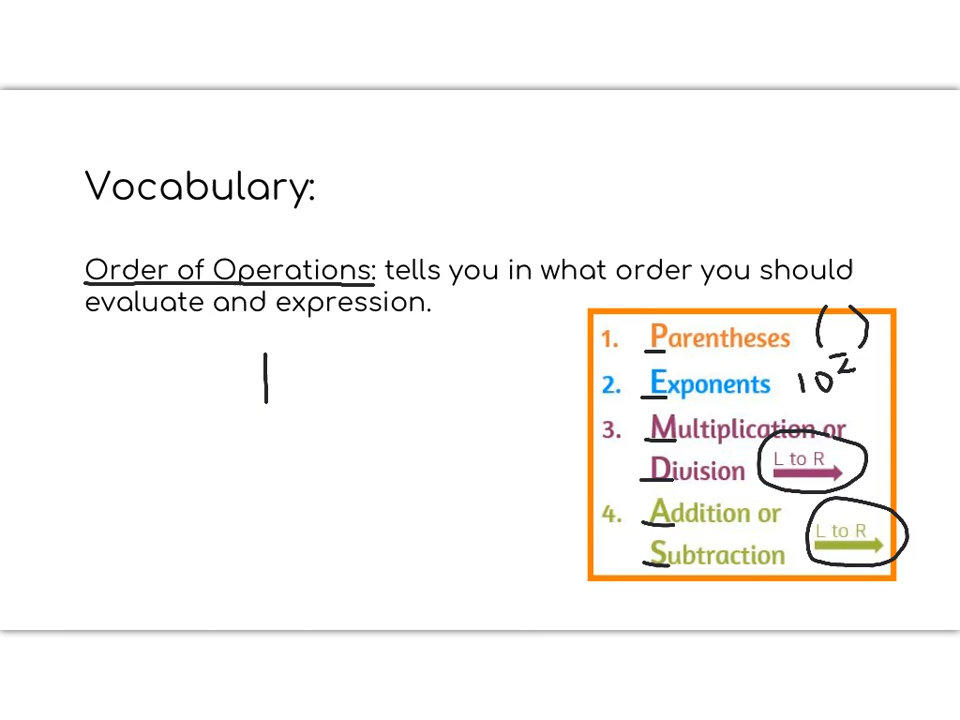 Vocabulary:
Order of Operations: tells you in what order you should
evaluate and expression.
|
1. Parentheses ( )
2. Exponents 10²
3. Multiplication or
Division L to R
4. Addition or
Subtraction L to R